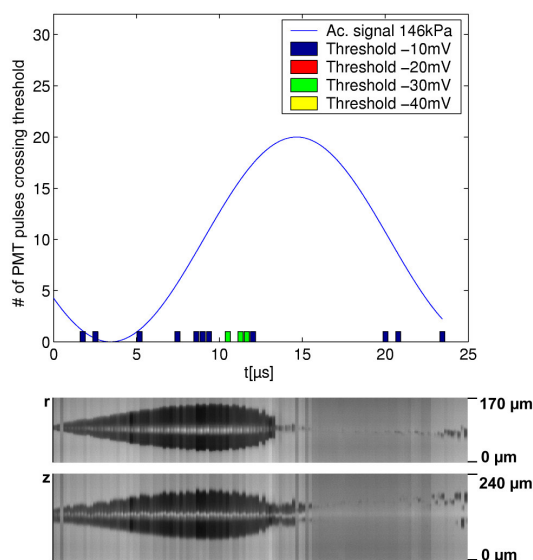 30
25
20
15
10
5
0
# of PMT pulses crossing threshold
Ac. signal 146kPa
Threshold −10mV
Threshold −20mV
Threshold −30mV
Threshold −40mV
0 5 10 15 20 25
t[µs]
r
170 µm
0 µm
z
240 µm
0 µm